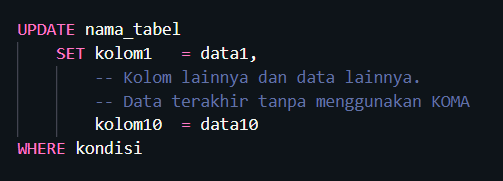 UPDATE nama_tabel
SET kolom1 = data1,
-- Kolom lainnya dan data lainnya.
-- Data terakhir tanpa menggunakan KOMA
kolom10 = data10
WHERE kondisi